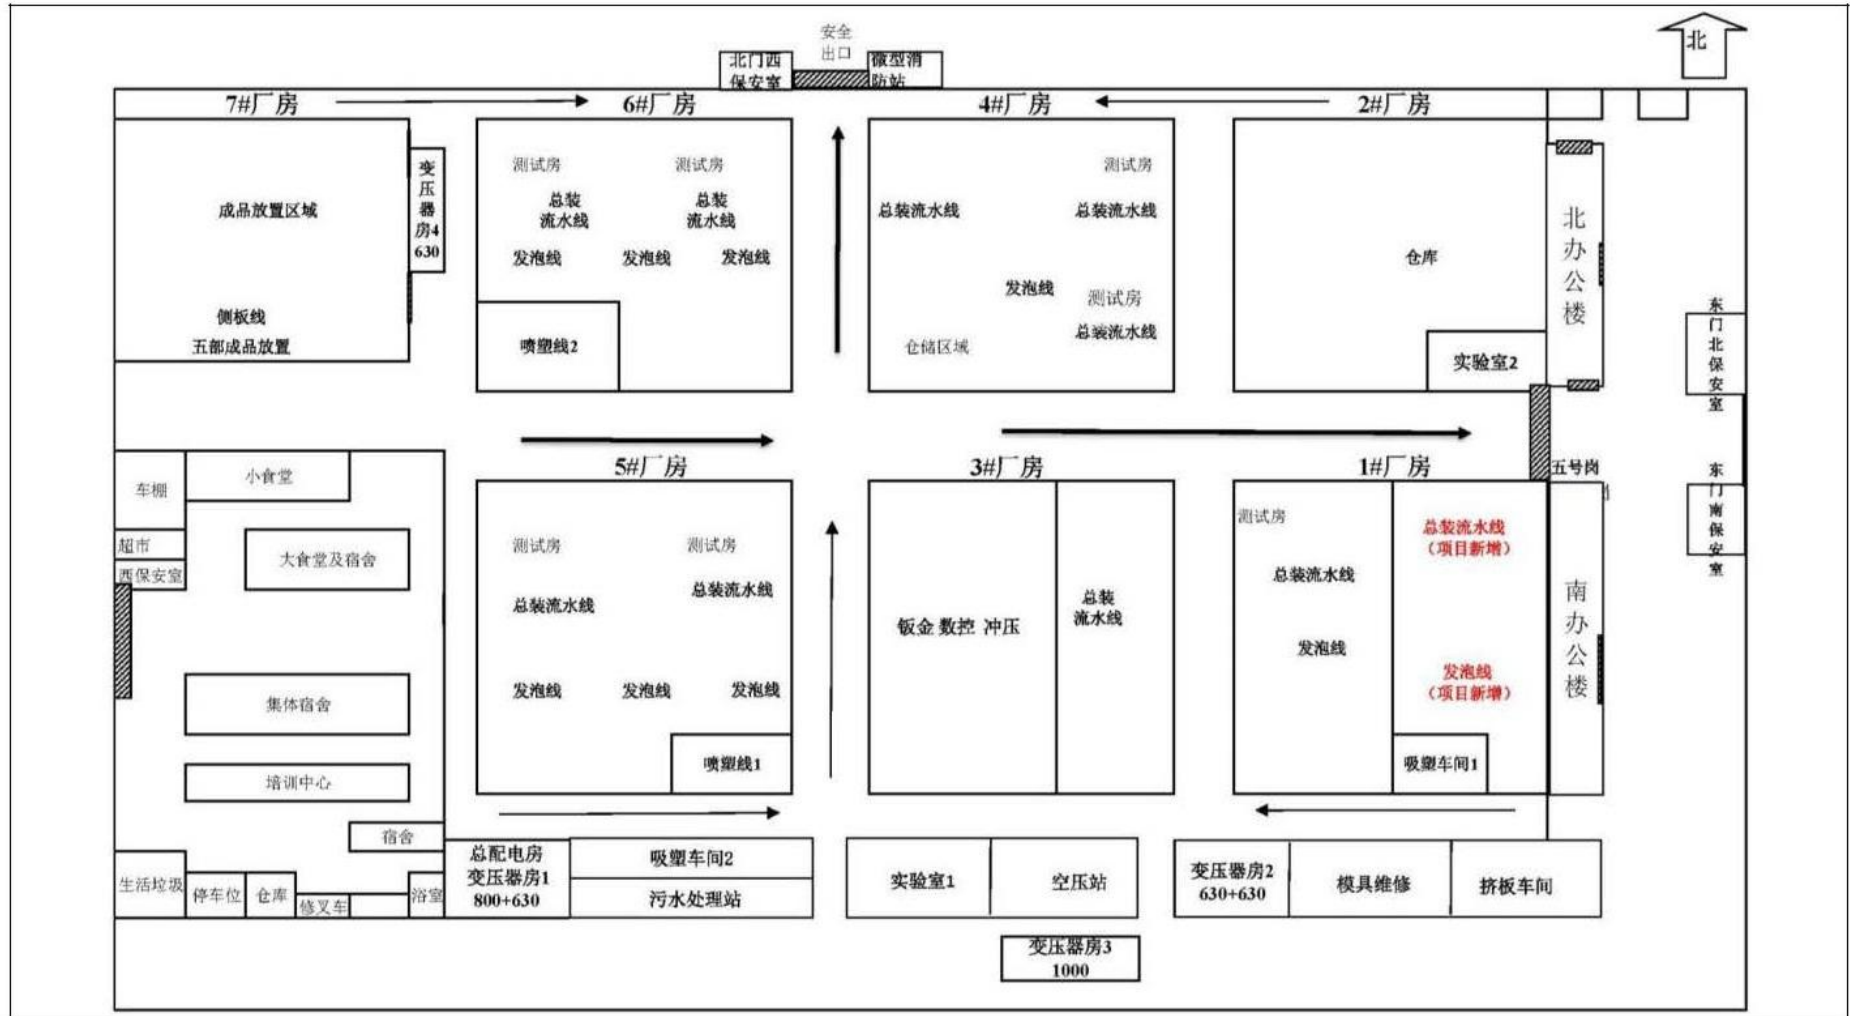 安全
出口
北
北门西
保安室
微型消
防站
7#厂房
6#厂房
4#厂房
2#厂房
变
压
器
房4
630
成品放置区域
侧板线
五部成品放置
测试房
测试房
总装
流水线
总装
流水线
发泡线
发泡线
发泡线
喷塑线2
测试房
总装流水线
总装流水线
发泡线
测试房
总装流水线
仓储区域
仓库
实验室2
北
办
公
楼
东
门
北
保
安
室
5#厂房
3#厂房
1#厂房
五号岗
东
门
南
保
安
室
车棚
小食堂
超市
西保安室
大食堂及宿舍
集体宿舍
培训中心
宿舍
生活垃圾
停车位
仓库
修叉车
浴室
测试房
测试房
总装流水线
总装流水线
发泡线
发泡线
发泡线
喷塑线1
钣金 数控 冲压
总装
流水线
测试房
总装流水线
发泡线
总装流水线
（项目新增）
发泡线
（项目新增）
吸塑车间1
南
办
公
楼
总配电房
变压器房1
800+630
吸塑车间2
污水处理站
实验室1
空压站
变压器房2
630+630
模具维修
挤板车间
变压器房3
1000